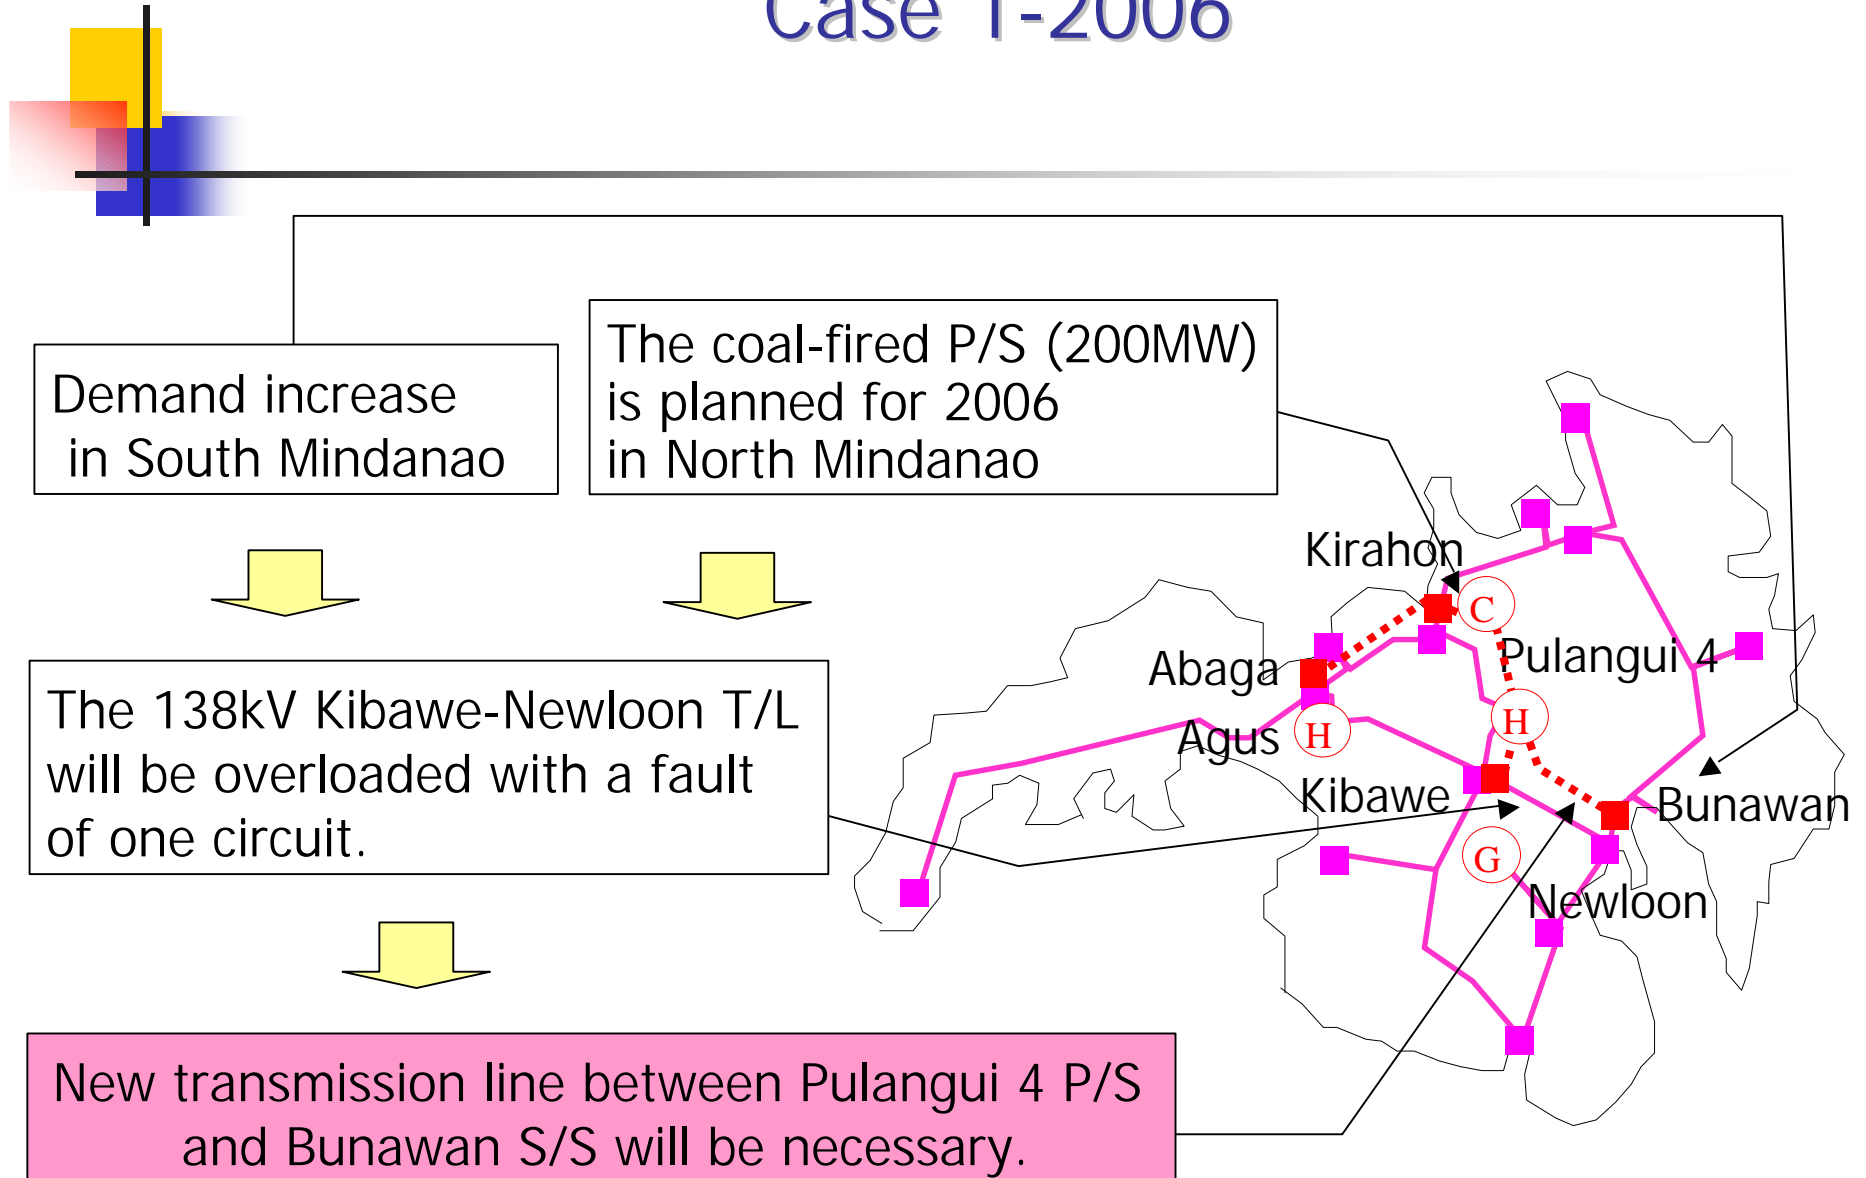 Case 1-2006
Demand increase
in South Mindanao
The coal-fired P/S (200MW)
is planned for 2006
in North Mindanao
The 138kV Kibawe-Newloon T/L
will be overloaded with a fault
of one circuit.
New transmission line between Pulangui 4 P/S
and Bunawan S/S will be necessary.
Kirahon
C
Pulangui 4
Abaga
H
Agus
H
Kibawe
Bunawan
G
Newloon